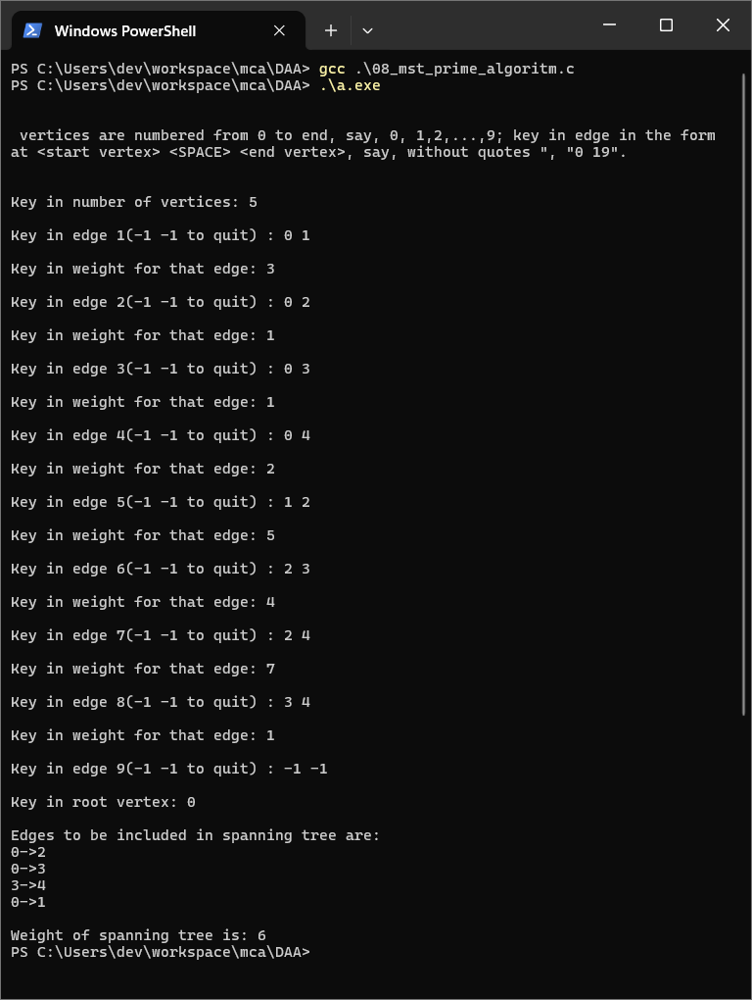 Windows PowerShell
PS C:\Users\dev\workspace\mca\DAA> gcc .\08_mst_prime_algoritm.c
PS C:\Users\dev\workspace\mca\DAA> .\a.exe
vertices are numbered from 0 to end, say, 0, 1,2,...,9; key in edge in the form
at <start vertex> <SPACE> <end vertex>, say, without quotes ", "0 19".
Key in number of vertices: 5
Key in edge 1(-1 -1 to quit) : 0 1
Key in weight for that edge: 3
Key in edge 2(-1 -1 to quit) : 0 2
Key in weight for that edge: 1
Key in edge 3(-1 -1 to quit) : 0 3
Key in weight for that edge: 1
Key in edge 4(-1 -1 to quit) : 0 4
Key in weight for that edge: 2
Key in edge 5(-1 -1 to quit) : 1 2
Key in weight for that edge: 5
Key in edge 6(-1 -1 to quit) : 2 3
Key in weight for that edge: 4
Key in edge 7(-1 -1 to quit) : 2 4
Key in weight for that edge: 7
Key in edge 8(-1 -1 to quit) : 3 4
Key in weight for that edge: 1
Key in edge 9(-1 -1 to quit) : -1 -1
Key in root vertex: 0
Edges to be included in spanning tree are:
0->2
0->3
3->4
0->1
Weight of spanning tree is: 6
PS C:\Users\dev\workspace\mca\DAA>